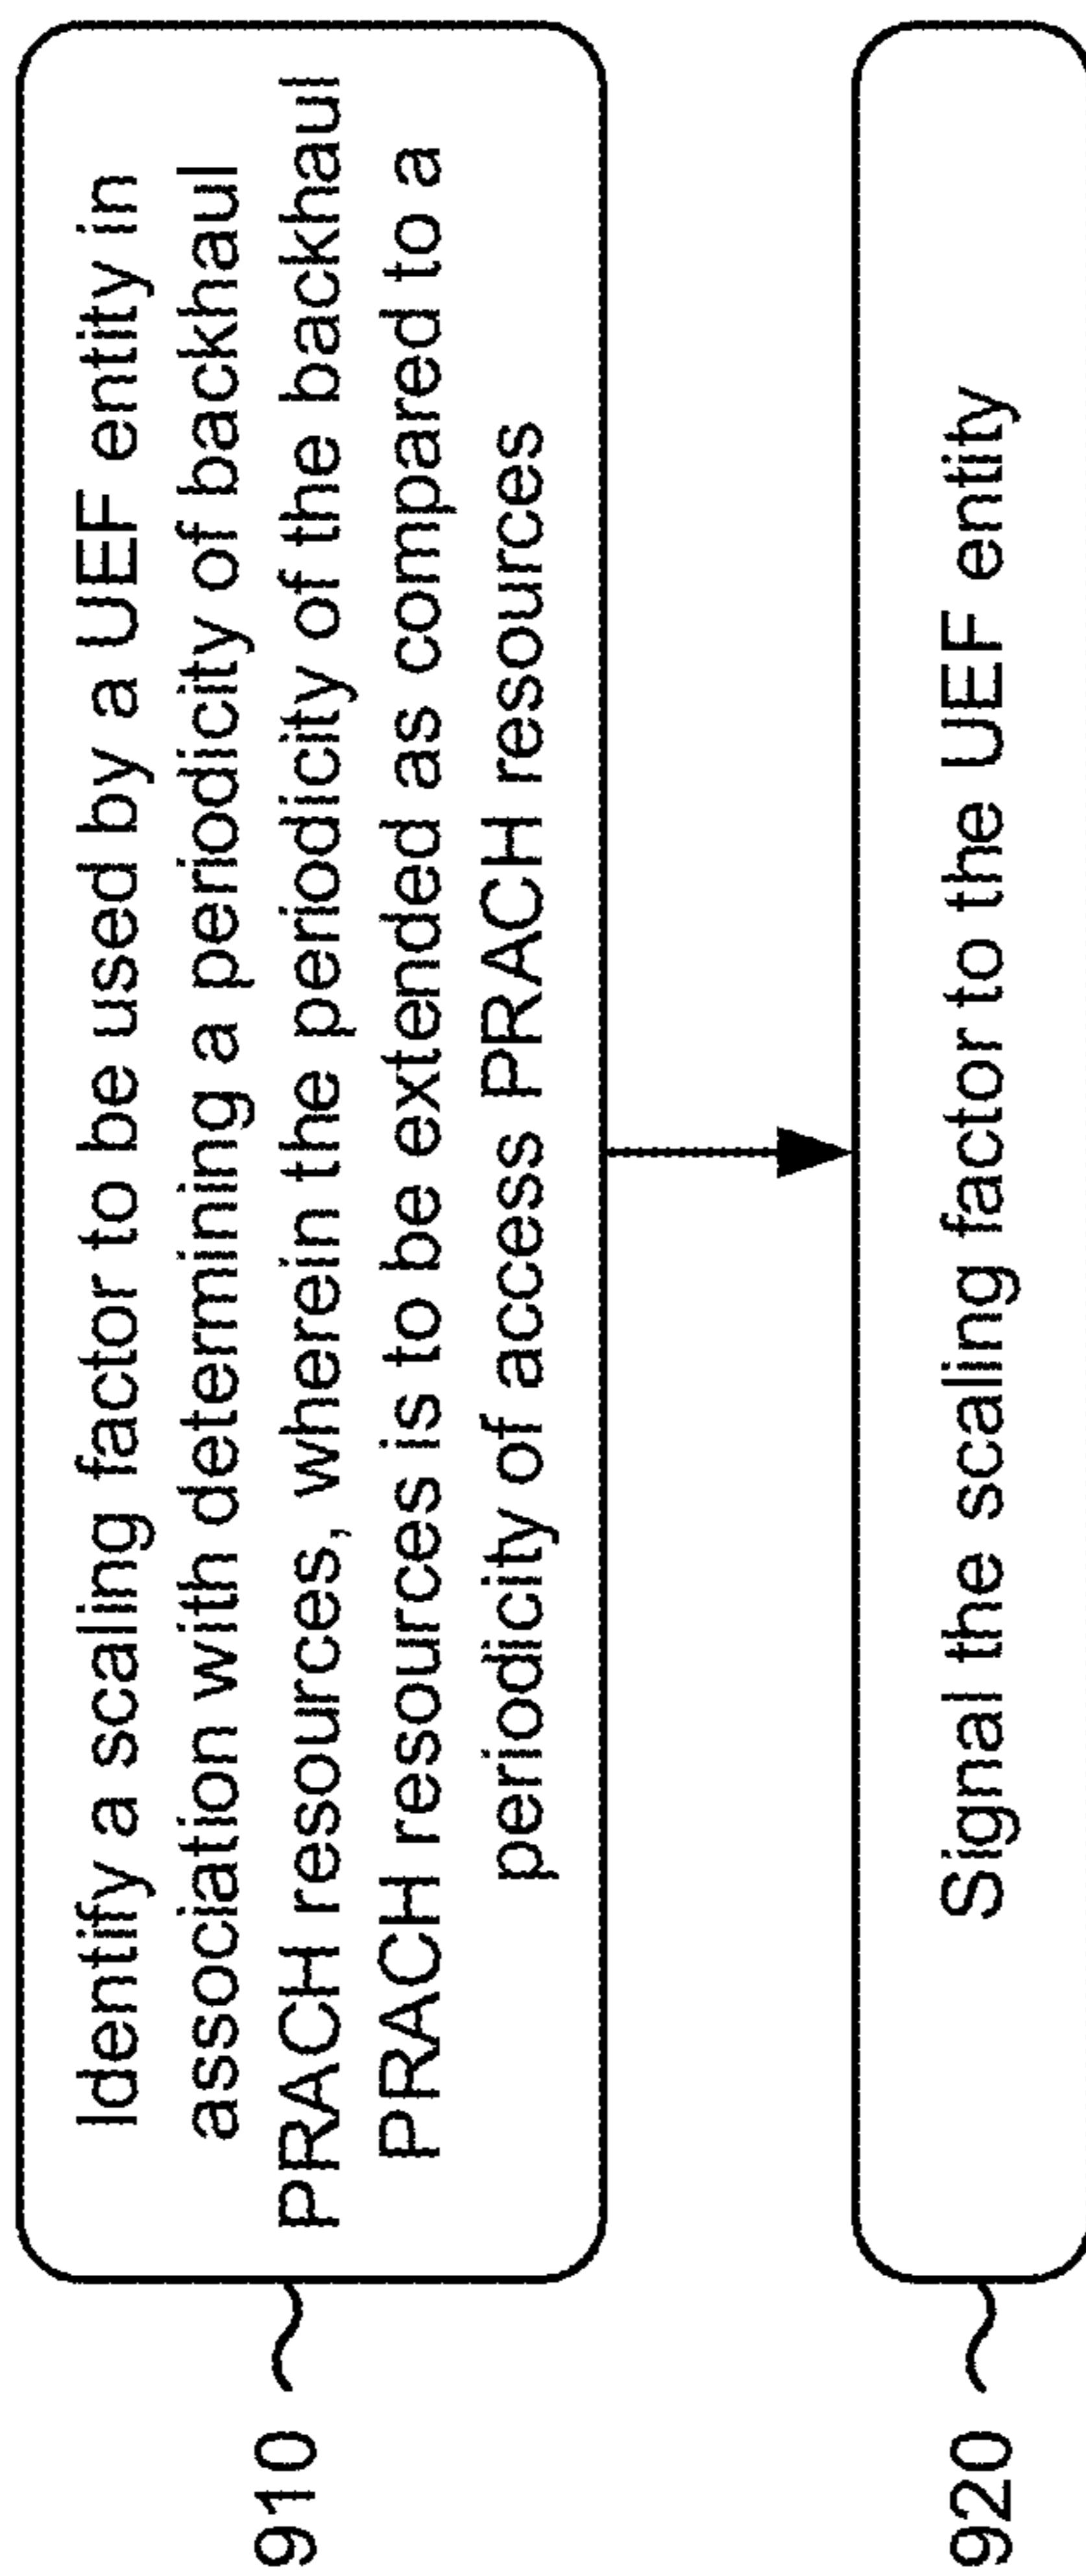 910
Identify a scaling factor to be used by a UEF entity in
association with determining a periodicity of backhaul
PRACH resources, wherein the periodicity of the backhaul
PRACH resources is to be extended as compared to a
periodicity of access PRACH resources
920
Signal the scaling factor to the UEF entity